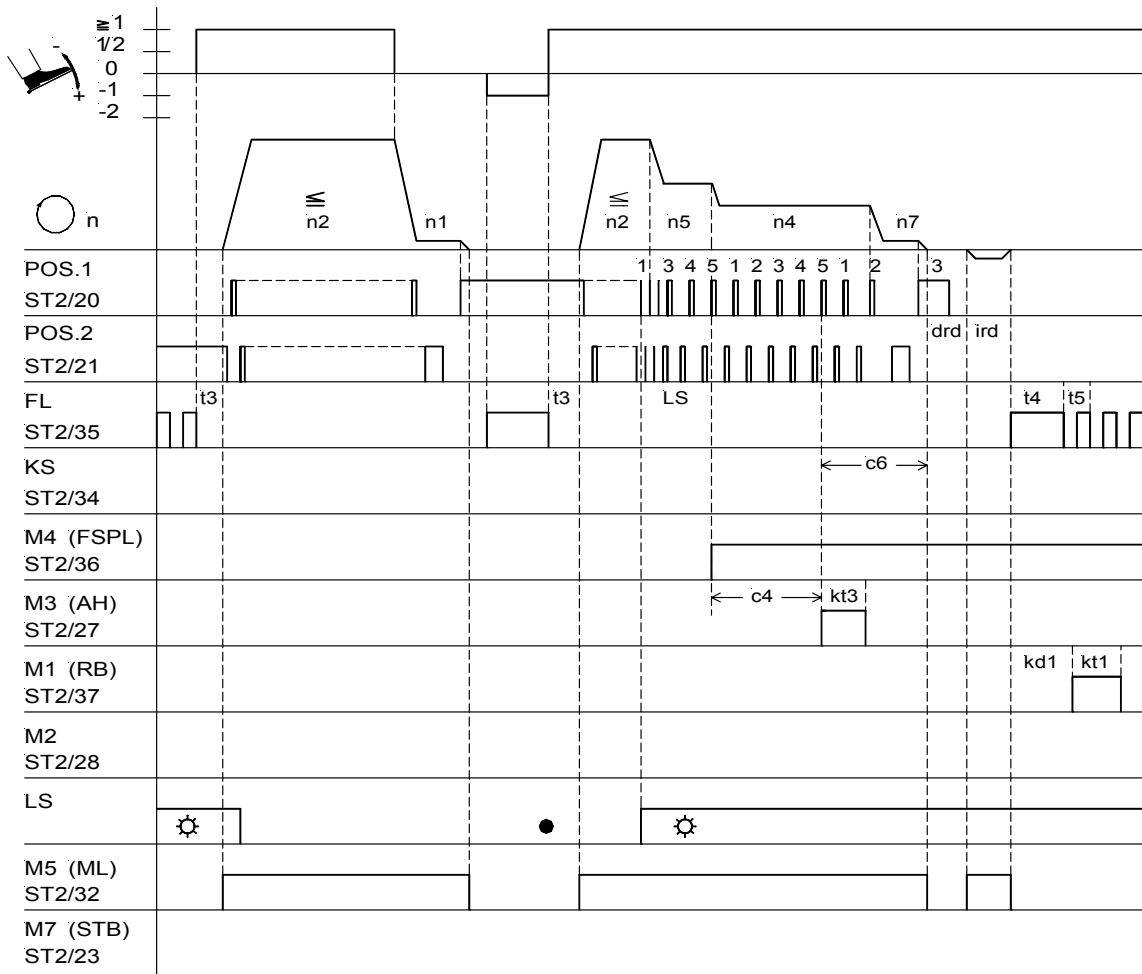 ≧1
1/2
0
-1
-2
-
+
n
≦
n2
n1
≦
n2
n5
n4
n7
POS.1
ST2/20
1 3 4 5 1 2 3 4 5 1 2 3
POS.2
ST2/21
drd ird
FL
ST2/35
t3
t3
LS
t4
t5
KS
ST2/34
c6
M4 (FSPL)
ST2/36
M3 (AH)
ST2/27
c4
kt3
M1 (RB)
ST2/37
kd1
kt1
M2
ST2/28
LS
M5 (ML)
ST2/32
M7 (STB)
ST2/23